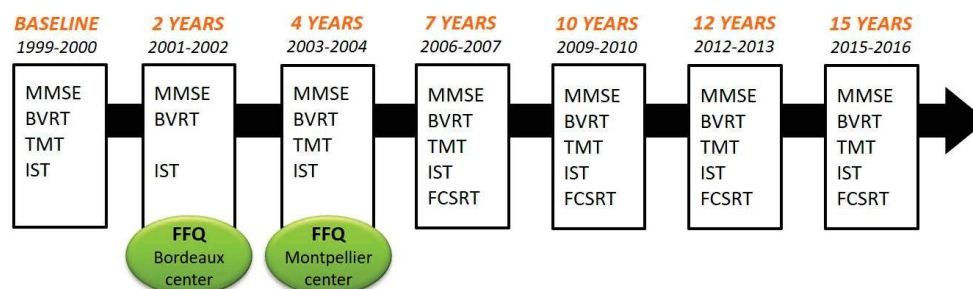 BASELINE
1999-2000
MMSE
BVRT
TMT
IST
2 YEARS
2001-2002
MMSE
BVRT
IST
FFQ
Bordeaux
center
4 YEARS
2003-2004
MMSE
BVRT
TMT
IST
FFQ
Montpellier
center
7 YEARS
2006-2007
MMSE
BVRT
TMT
IST
FCSRT
10 YEARS
2009-2010
MMSE
BVRT
TMT
IST
FCSRT
12 YEARS
2012-2013
MMSE
BVRT
TMT
IST
FCSRT
15 YEARS
2015-2016
MMSE
BVRT
TMT
IST
FCSRT